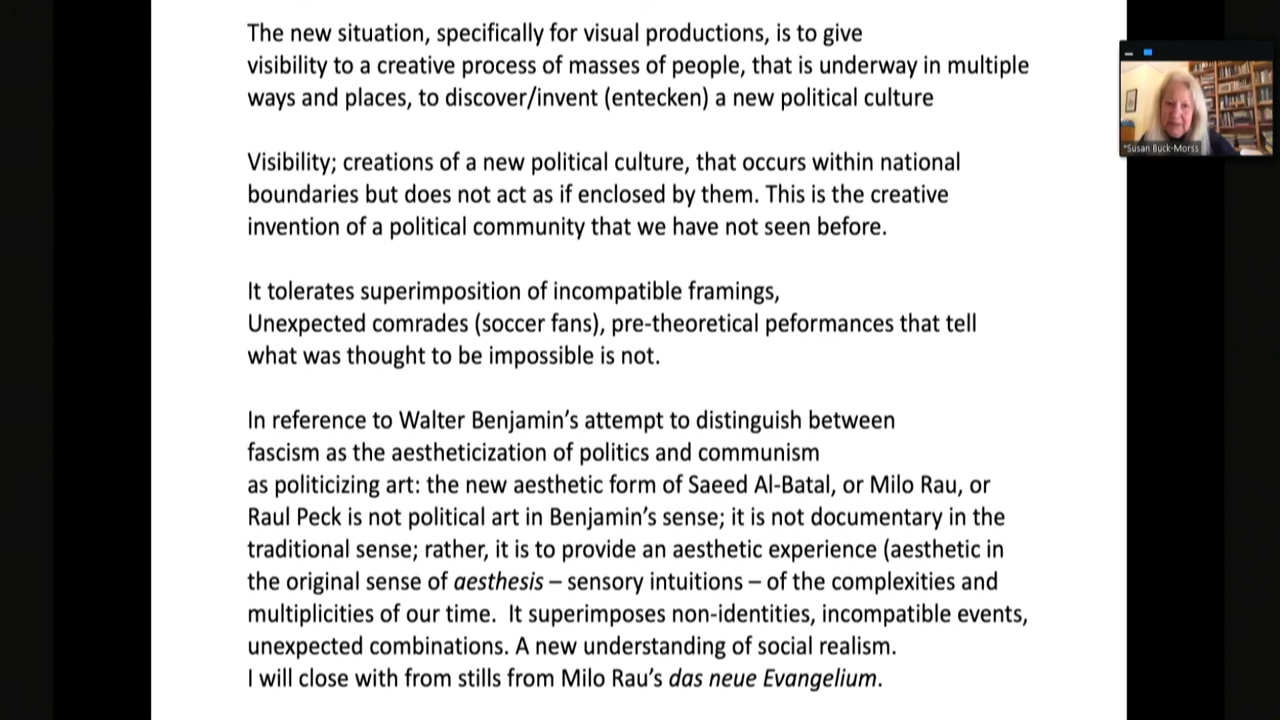 The new situation, specifically for visual productions, is to give
visibility to a creative process of masses of people, that is underway in multiple
ways and places, to discover/invent (entecken) a new political culture
Visibility; creations of a new political culture, that occurs within national
boundaries but does not act as if enclosed by them. This is the creative
invention of a political community that we have not seen before.
It tolerates superimposition of incompatible framings,
Unexpected comrades (soccer fans), pre-theoretical peformances that tell
what was thought to be impossible is not.
In reference to Walter Benjamin’s attempt to distinguish between
fascism as the aestheticization of politics and communism
as politicizing art: the new aesthetic form of Saeed Al-Batal, or Milo Rau, or
Raul Peck is not political art in Benjamin’s sense; it is not documentary in the
traditional sense; rather, it is to provide an aesthetic experience (aesthetic in
the original sense of aesthesis – sensory intuitions – of the complexities and
multiplicities of our time.  It superimposes non-identities, incompatible events,
unexpected combinations. A new understanding of social realism.
I will close with from stills from Milo Rau’s das neue Evangelium.
*Susan Buck-Morss